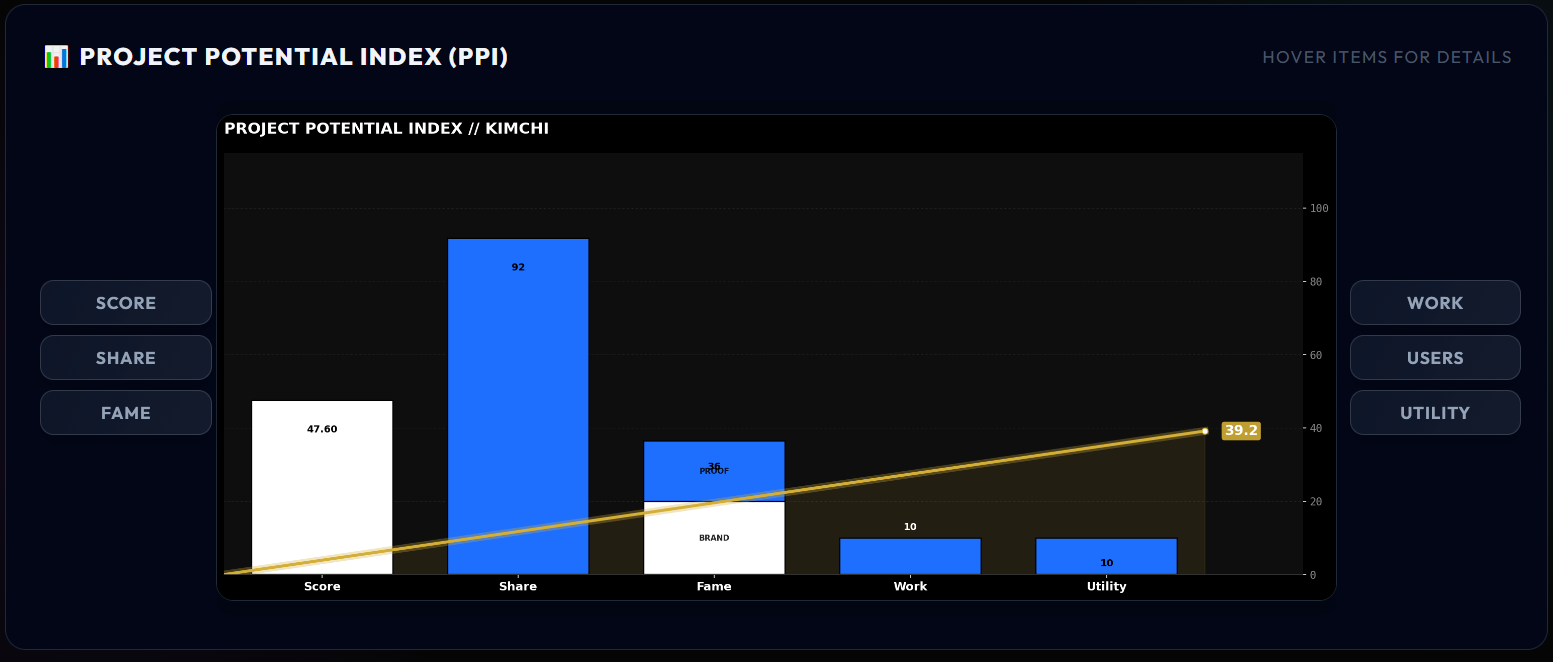 📊 PROJECT POTENTIAL INDEX (PPI)
HOVER ITEMS FOR DETAILS
PROJECT POTENTIAL INDEX // KIMCHI
SCORE
SHARE
FAME
100
80
60
40
20
0
47.60
92
36
PROOF
BRAND
10
10
39.2
Score
Share
Fame
Work
Utility
WORK
USERS
UTILITY